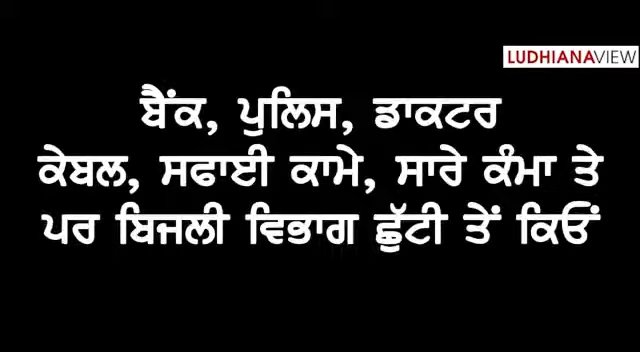 LUDHIANAVIEW
ਬੈਂਕ, ਪੁਲਿਸ, ਡਾਕਟਰ
ਕੇਬਲ, ਸਫਾਈ ਕਾਮੇ, ਸਾਰੇ ਕੰਮਾ ਤੇ
ਪਰ ਬਿਜਲੀ ਵਿਭਾਗ ਛੁੱਟੀ ਤੇਂ ਕਿਓਂ